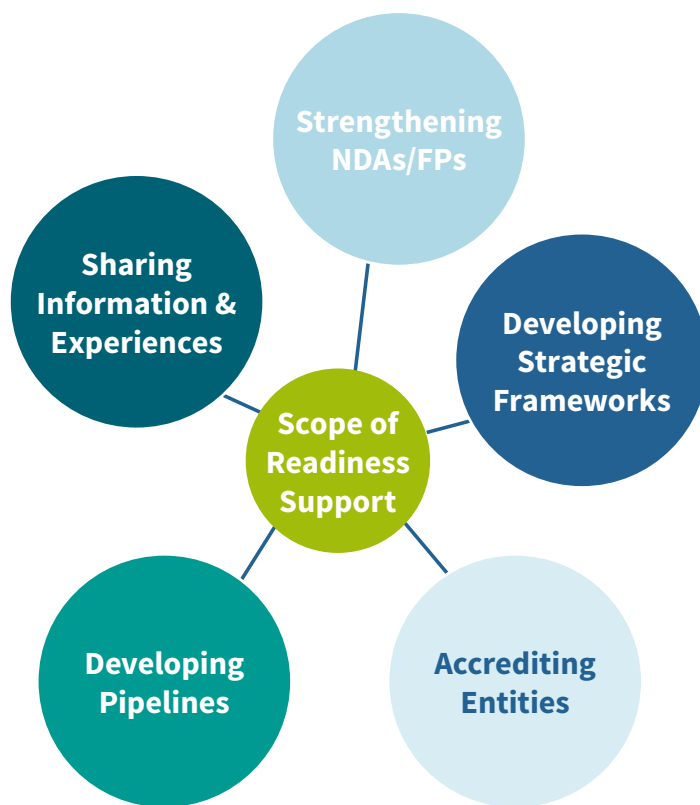 Strengthening
NDAs/FPs
Sharing
Information &
Experiences
Developing
Strategic
Frameworks
Scope of
Readiness
Support
Developing
Pipelines
Accrediting
Entities